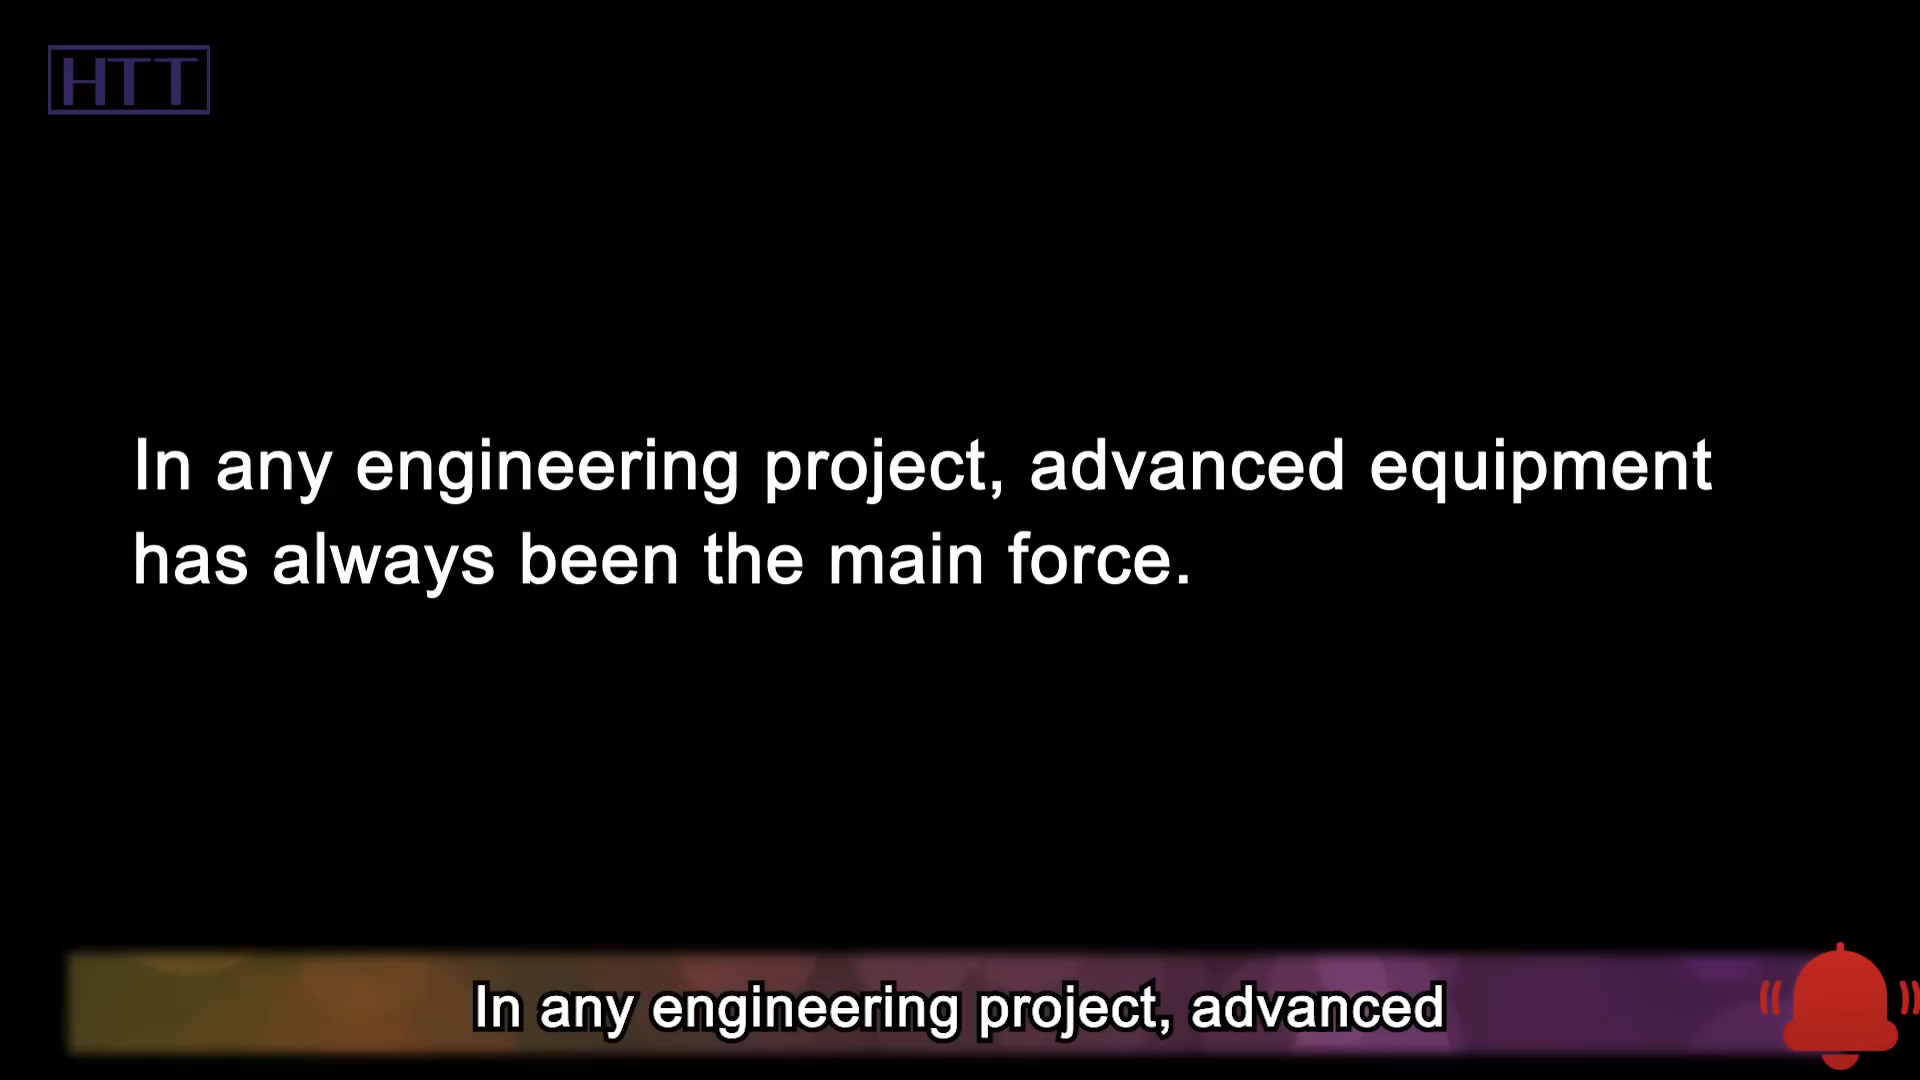 HTT
In any engineering project, advanced equipment
has always been the main force.
In any engineering project, advanced